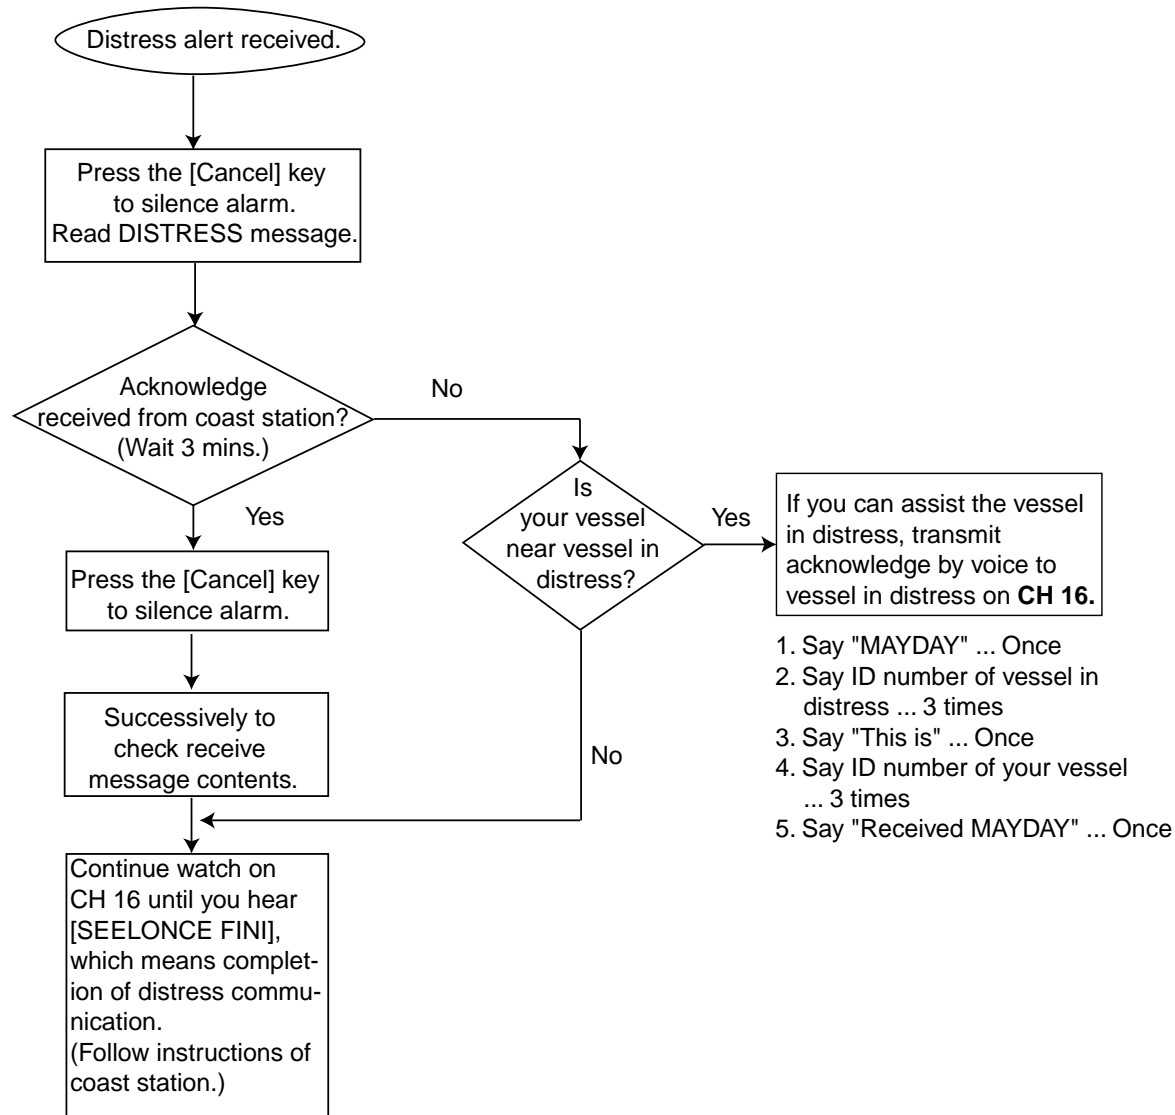 Distress alert received.
Press the [Cancel] key
to silence alarm.
Read DISTRESS message.
Acknowledge
received from coast station?
(Wait 3 mins.)
No
Yes
Is
your vessel
near vessel in
distress?
Yes
If you can assist the vessel
in distress, transmit
acknowledge by voice to
vessel in distress on CH 16.
1. Say "MAYDAY" ... Once
2. Say ID number of vessel in
distress ... 3 times
3. Say "This is" ... Once
4. Say ID number of your vessel
... 3 times
5. Say "Received MAYDAY" ... Once
No
Press the [Cancel] key
to silence alarm.
Successively to
check receive
message contents.
Continue watch on
CH 16 until you hear
[SEELONCE FINI],
which means complet-
ion of distress commu-
nication.
(Follow instructions of
coast station.)